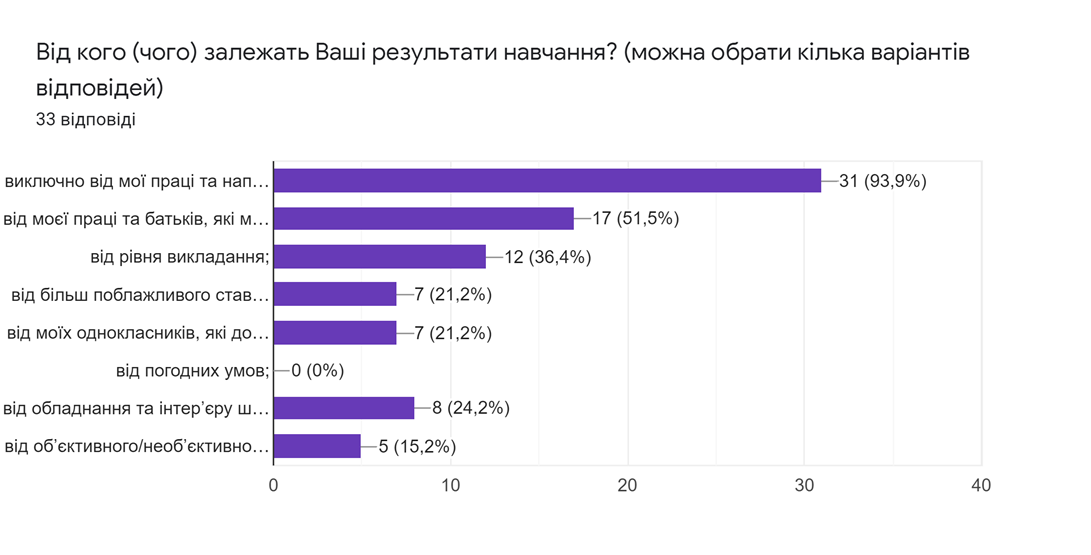 Від кого (чого) залежать Ваші результати навчання? (можна обрати кілька варіантів
відповідей)
33 відповіді
виключно від мої праці та нап… 31 (93,9%)
від моєї праці та батьків, які м… 17 (51,5%)
від рівня викладання; 12 (36,4%)
від більш поблажливого став… 7 (21,2%)
від моїх однокласників, які до… 7 (21,2%)
від погодних умов; 0 (0%)
від обладнання та інтер’єру ш… 8 (24,2%)
від об’єктивного/необ’єктивно… 5 (15,2%)
0 10 20 30 40